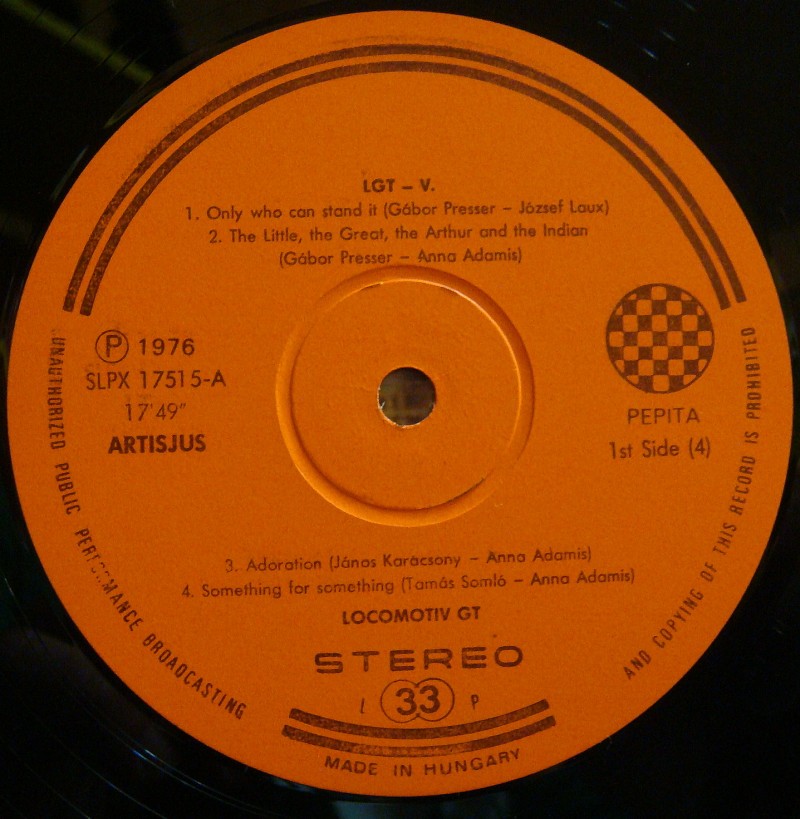 LGT – V.
1. Only who can stand it (Gábor Presser – József Laux)
2. The Little, the Great, the Arthur and the Indian
(Gábor Presser – Anna Adamis)
Ⓟ 1976
SLPX 17515-A
17'49"
ARTISJUS
PEPITA
1st Side (4)
3. Adoration (János Karácsony – Anna Adamis)
4. Something for something (Tamás Somló – Anna Adamis)
LOCOMOTIV GT
STEREO
L 33 P
MADE IN HUNGARY
UNAUTHORIZED PUBLIC PERFORMANCE BROADCASTING
AND COPYING OF THIS RECORD IS PROHIBITED